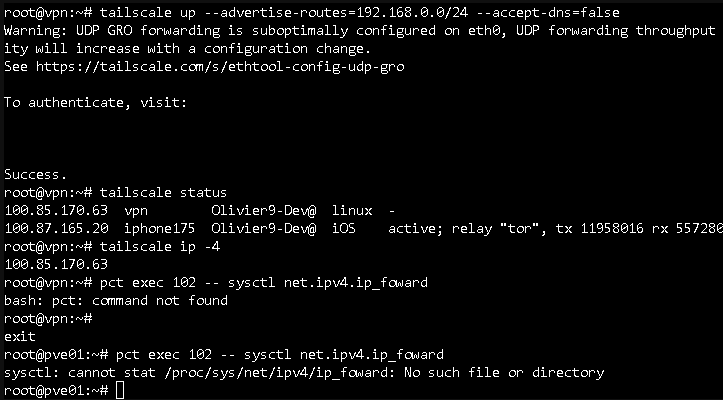 root@vpn:~# tailscale up --advertise-routes=192.168.0.0/24 --accept-dns=false
Warning: UDP GRO forwarding is suboptimally configured on eth0, UDP forwarding throughput
ity will increase with a configuration change.
See https://tailscale.com/s/ethtool-config-udp-gro
To authenticate, visit:
Success.
root@vpn:~# tailscale status
100.85.170.63 vpn Olivier9-Dev@ linux -
100.87.165.20 iphone175 Olivier9-Dev@ iOS active; relay "tor", tx 11958016 rx 557280
root@vpn:~# tailscale ip -4
100.85.170.63
root@vpn:~# pct exec 102 -- sysctl net.ipv4.ip_foward
bash: pct: command not found
root@vpn:~#
exit
root@pve01:~# pct exec 102 -- sysctl net.ipv4.ip_foward
sysctl: cannot stat /proc/sys/net/ipv4/ip_foward: No such file or directory
root@pve01:~#